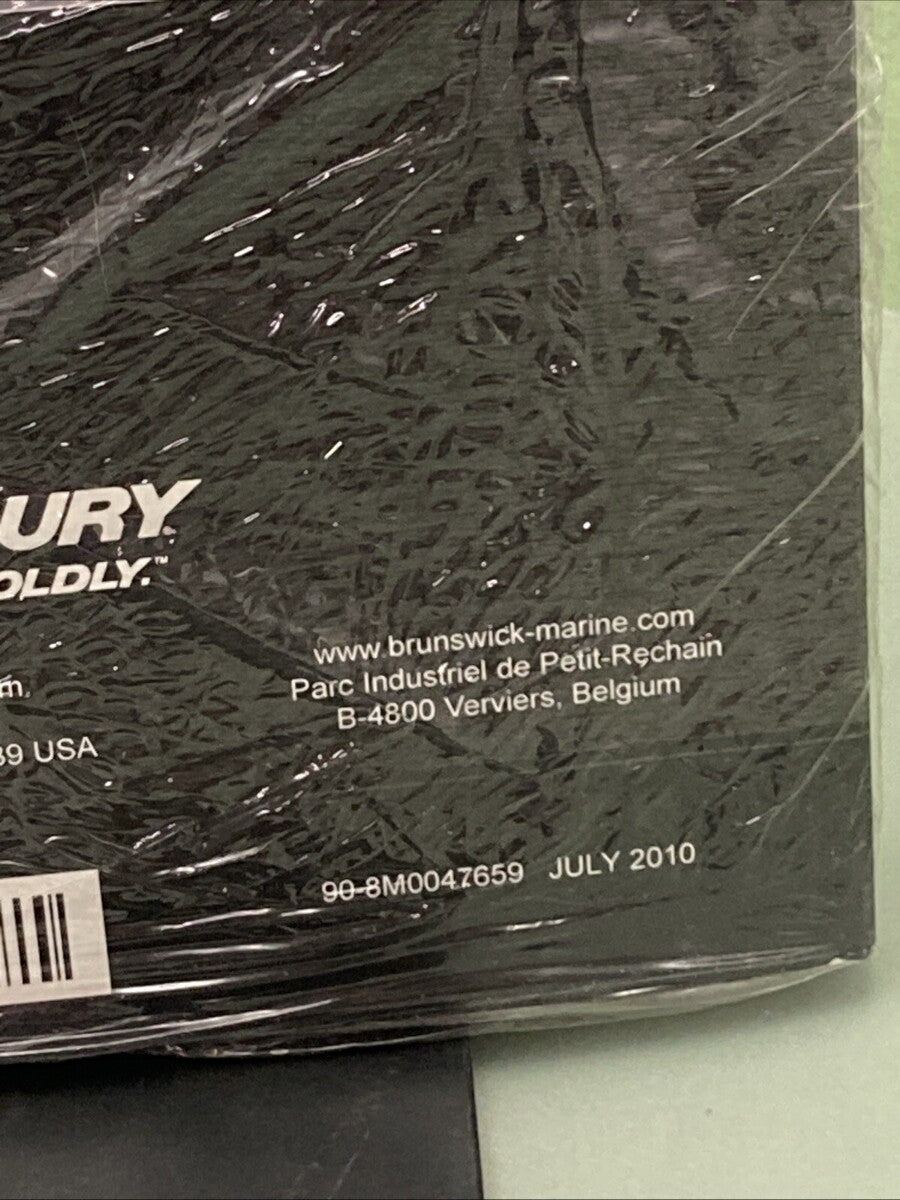 URY
OLDLY.™
m
39 USA
www.brunswick-marine.com
Parc Industriel de Petit-Rechain
B-4800 Verviers, Belgium
90-8M0047659 JULY 2010